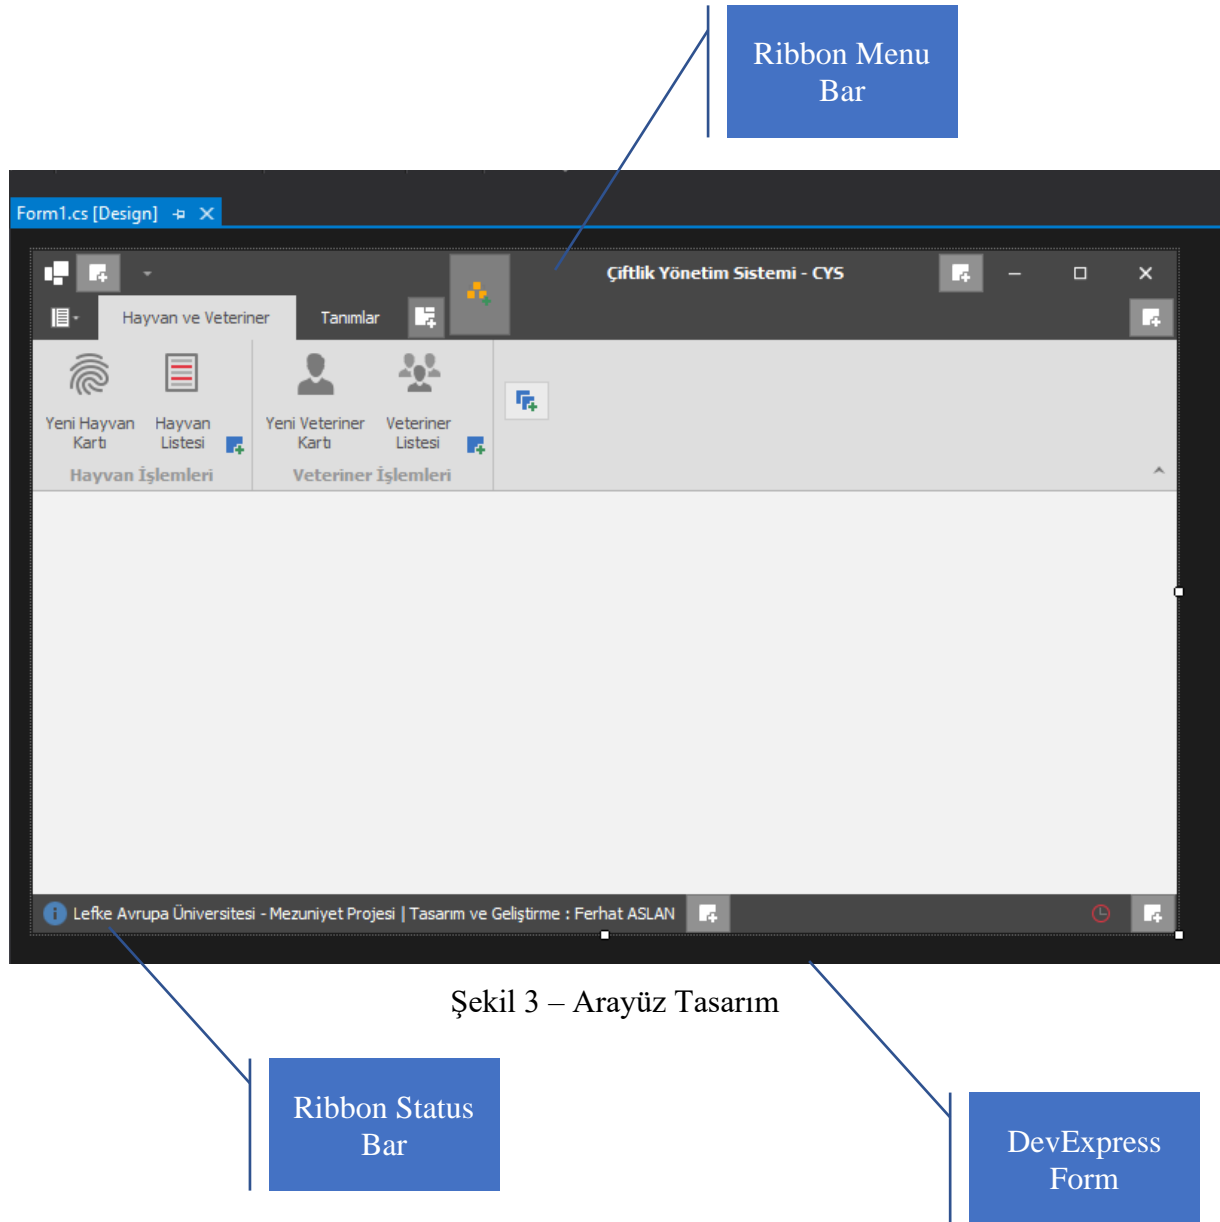 Ribbon Menu
Bar
Form1.cs [Design]
Çiftlik Yönetim Sistemi - CYS
Hayvan ve Veteriner
Tanımlar
Yeni Hayvan
Kartı
Hayvan
Listesi
Yeni Veteriner
Kartı
Veteriner
Listesi
Hayvan İşlemleri
Veteriner İşlemleri
Lefke Avrupa Üniversitesi - Mezuniyet Projesi | Tasarım ve Geliştirme : Ferhat ASLAN
Şekil 3 – Arayüz Tasarım
Ribbon Status
Bar
DevExpress
Form